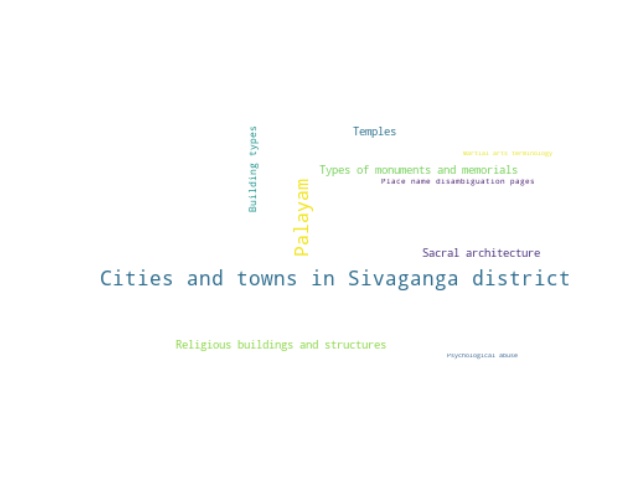 Building types
Temples
Martial arts terminology
Types of monuments and memorials
Place name disambiguation pages
Palayam
Sacral architecture
Cities and towns in Sivaganga district
Religious buildings and structures
Psychological abuse